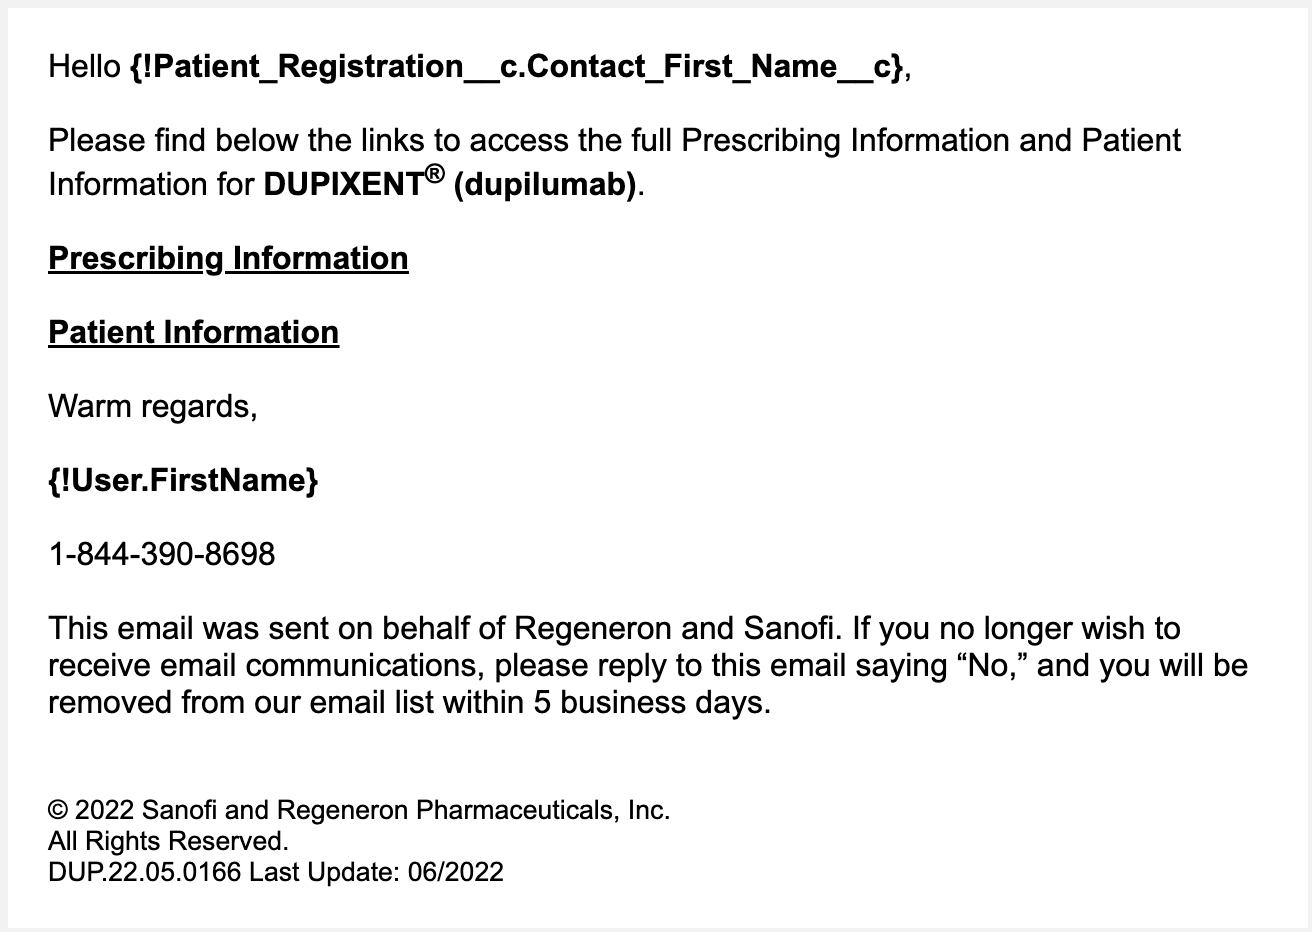 Hello {!Patient_Registration__c.Contact_First_Name__c},
Please find below the links to access the full Prescribing Information and Patient
Information for DUPIXENT® (dupilumab).
Prescribing Information
Patient Information
Warm regards,
{!User.FirstName}
1-844-390-8698
This email was sent on behalf of Regeneron and Sanofi. If you no longer wish to
receive email communications, please reply to this email saying “No,” and you will be
removed from our email list within 5 business days.
© 2022 Sanofi and Regeneron Pharmaceuticals, Inc.
All Rights Reserved.
DUP.22.05.0166 Last Update: 06/2022